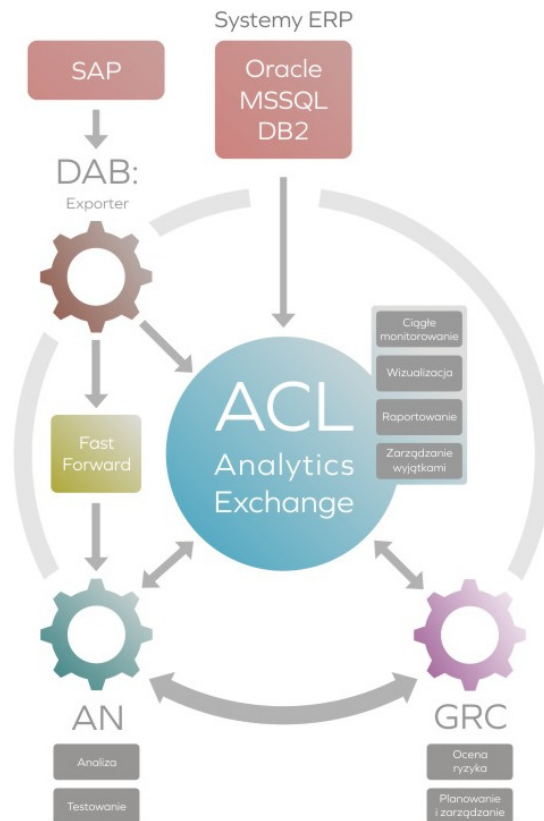 Systemy ERP
SAP
Oracle
MSSQL
DB2
DAB:
Exporter
Ciągłe
monitorowanie
Wizualizacja
Raportowanie
Zarządzanie
wyjątkami
ACL
Analytics
Exchange
Fast
Forward
AN
Analiza
Testowanie
GRC
Ocena
ryzyka
Planowanie
i zarządzanie